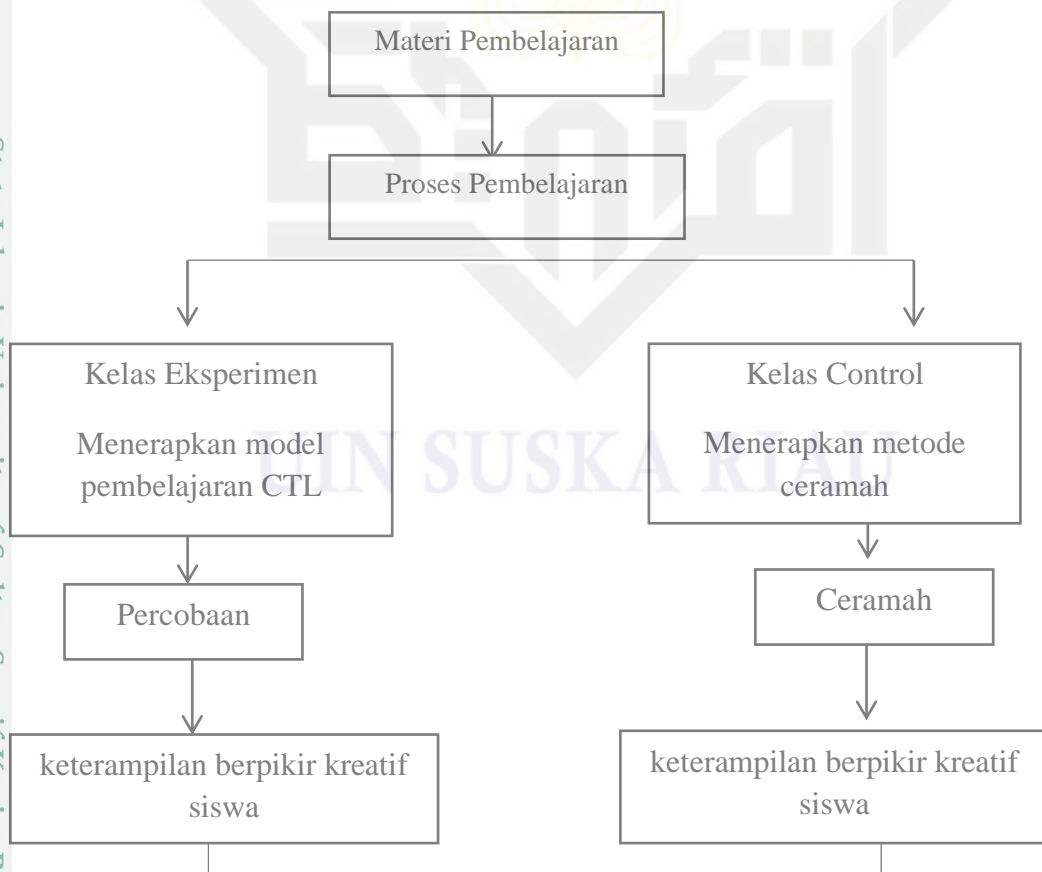 Materi Pembelajaran
Proses Pembelajaran
Kelas Eksperimen
Menerapkan model
pembelajaran CTL
Kelas Control
Menerapkan metode
ceramah
UIN SUSKA RIAU
Percobaan
Ceramah
keterampilan berpikir kreatif
siswa
keterampilan berpikir kreatif
siswa